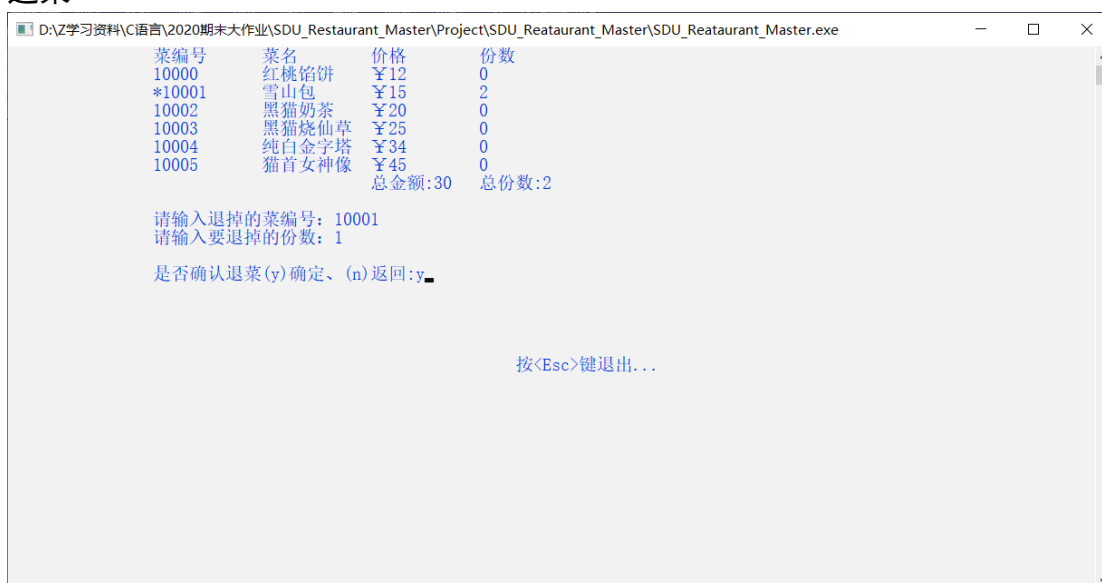 退菜
D:\Z学习资料\C语言\2020期末大作业\SDU_Restaurant_Master\Project\SDU_Reataurant_Master\SDU_Reataurant_Master.exe
菜编号 菜名 价格 份数
10000 红桃馅饼 ¥12 0
*10001 雪山包 ¥15 2
10002 黑猫奶茶 ¥20 0
10003 黑猫烧仙草 ¥25 0
10004 纯白金字塔 ¥34 0
10005 猫首女神像 ¥45 0
总金额:30 总份数:2
请输入退掉的菜编号: 10001
请输入要退掉的份数: 1
是否确认退菜(y)确定、(n)返回:y
按<Esc>键退出...